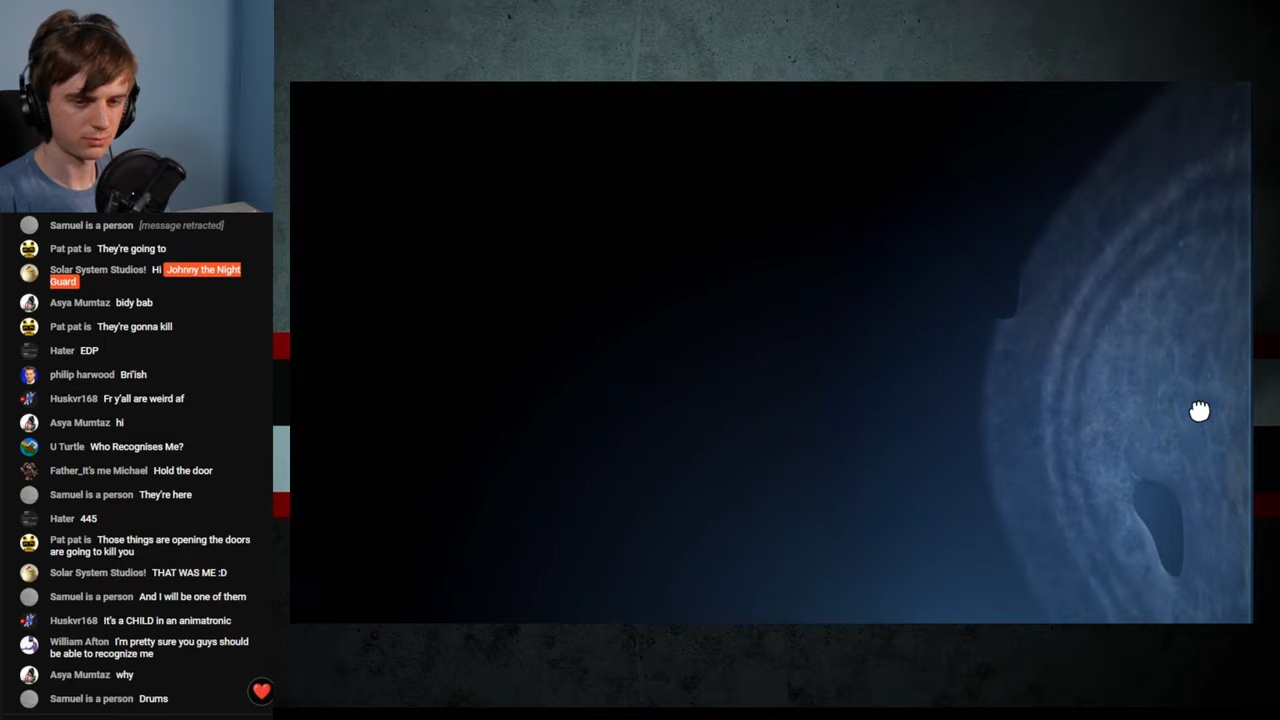 Samuel is a person [message retracted]
Pat pat is They're going to
Solar System Studios! Hi Johnny the Night
Guard
Asya Mumtaz bidy bab
Pat pat is They're gonna kill
Hater EDP
philip harwood Bri'ish
Huskvr168 Fr y'all are weird af
Asya Mumtaz hi
U Turtle Who Recognises Me?
Father_It's me Michael Hold the door
Samuel is a person They're here
Hater 445
Pat pat is Those things are opening the doors
are going to kill you
Solar System Studios! THAT WAS ME :D
Samuel is a person And I will be one of them
Huskvr168 It's a CHILD in an animatronic
William Afton I'm pretty sure you guys should
be able to recognize me
Asya Mumtaz why
Samuel is a person Drums